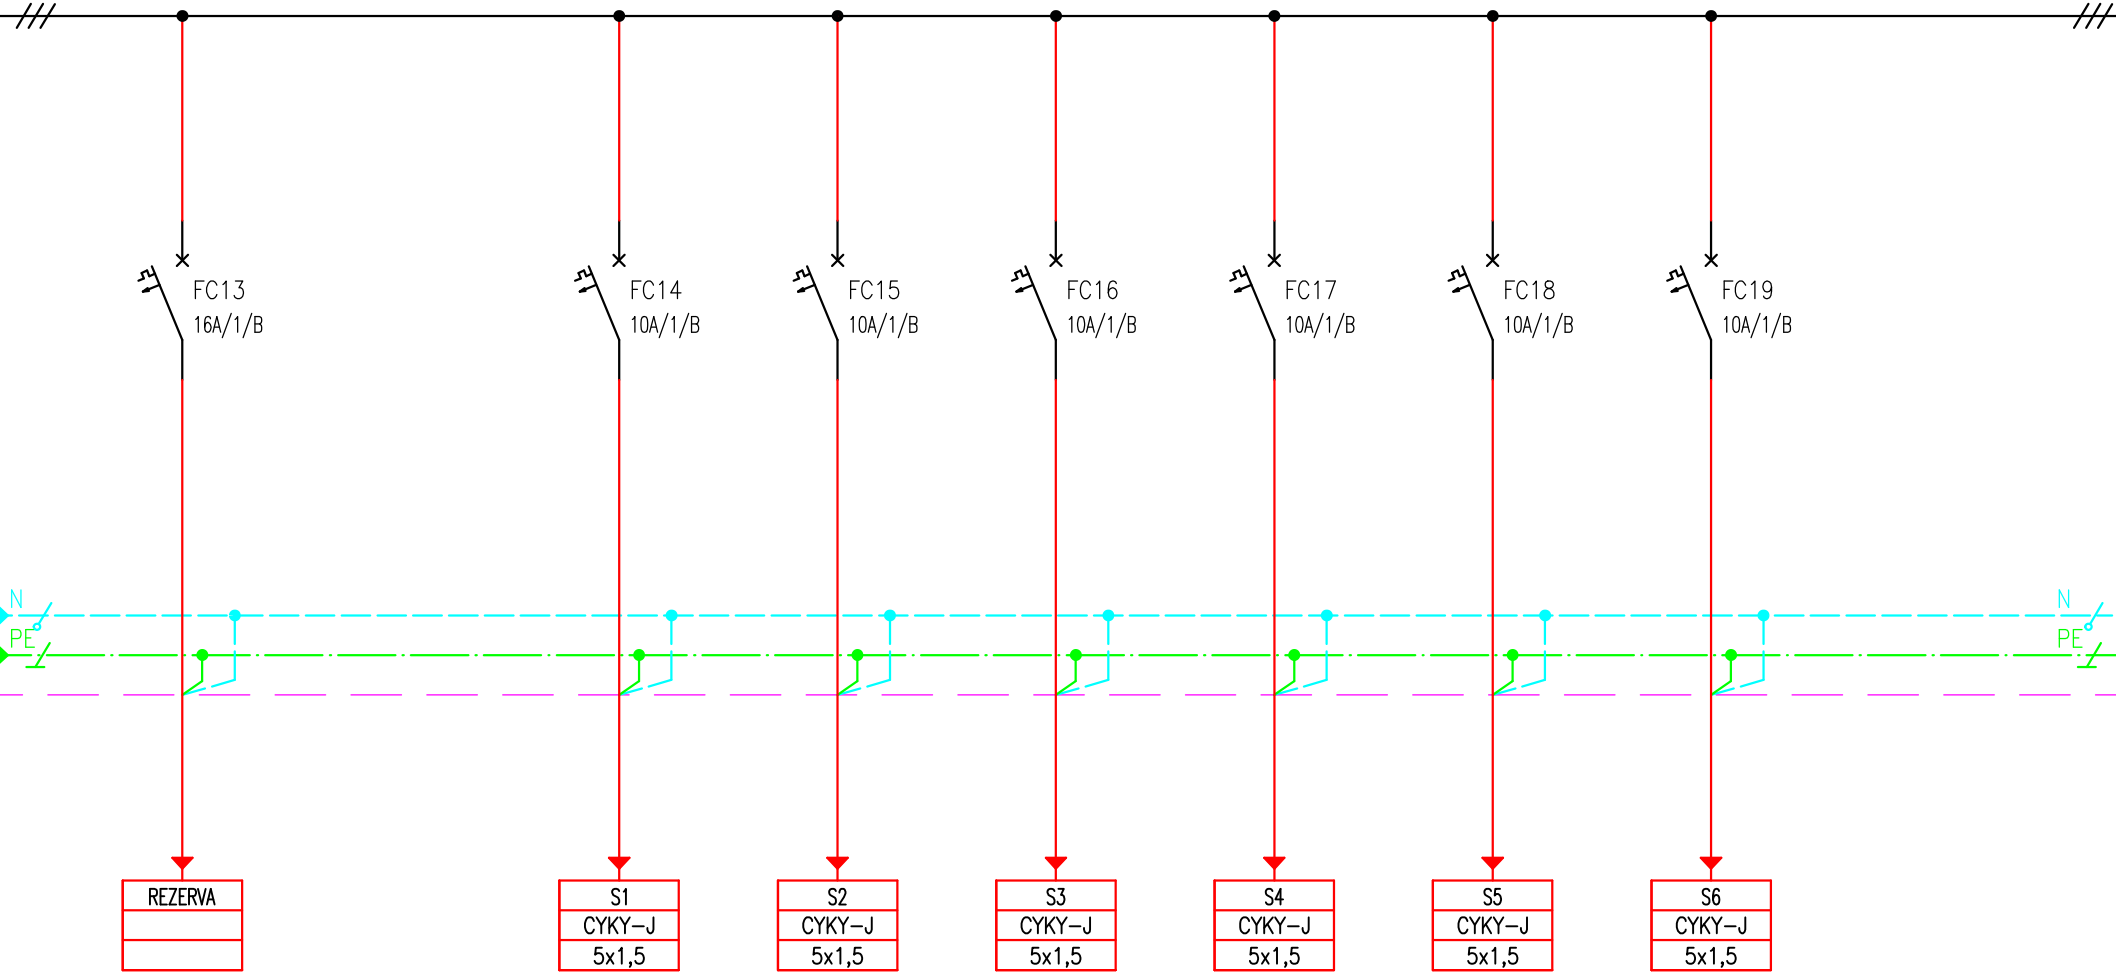 FC13
16A/1/B
FC14
10A/1/B
FC15
10A/1/B
FC16
10A/1/B
FC17
10A/1/B
FC18
10A/1/B
FC19
10A/1/B
N
N
PE
PE
REZERVA
S1
CYKY-J
5x1,5
S2
CYKY-J
5x1,5
S3
CYKY-J
5x1,5
S4
CYKY-J
5x1,5
S5
CYKY-J
5x1,5
S6
CYKY-J
5x1,5